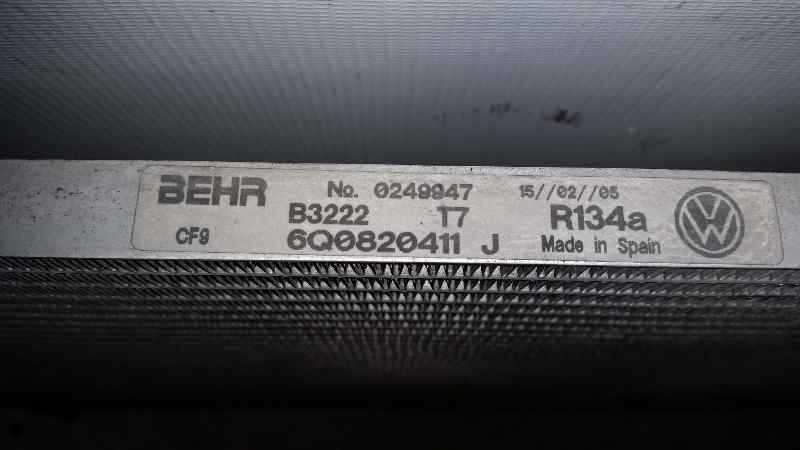 BEHR No. 0249947 15//02//05
B3222 17 R134a
CF9 6Q0820411 J Made in Spain